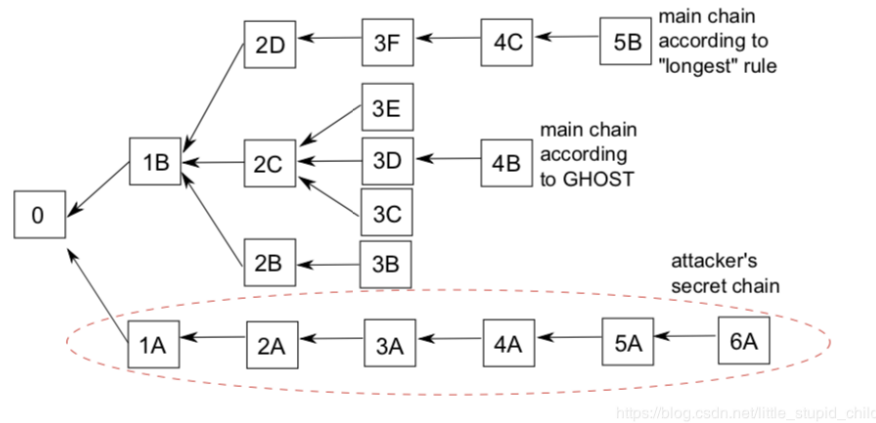 main chain
according to
"longest" rule
2D
3F
4C
5B
3E
main chain
according
to GHOST
1B
2C
3D
4B
0
3C
2B
3B
attacker's
secret chain
1A
2A
3A
4A
5A
6A
https://blog.csdn.net/little_stupid_child